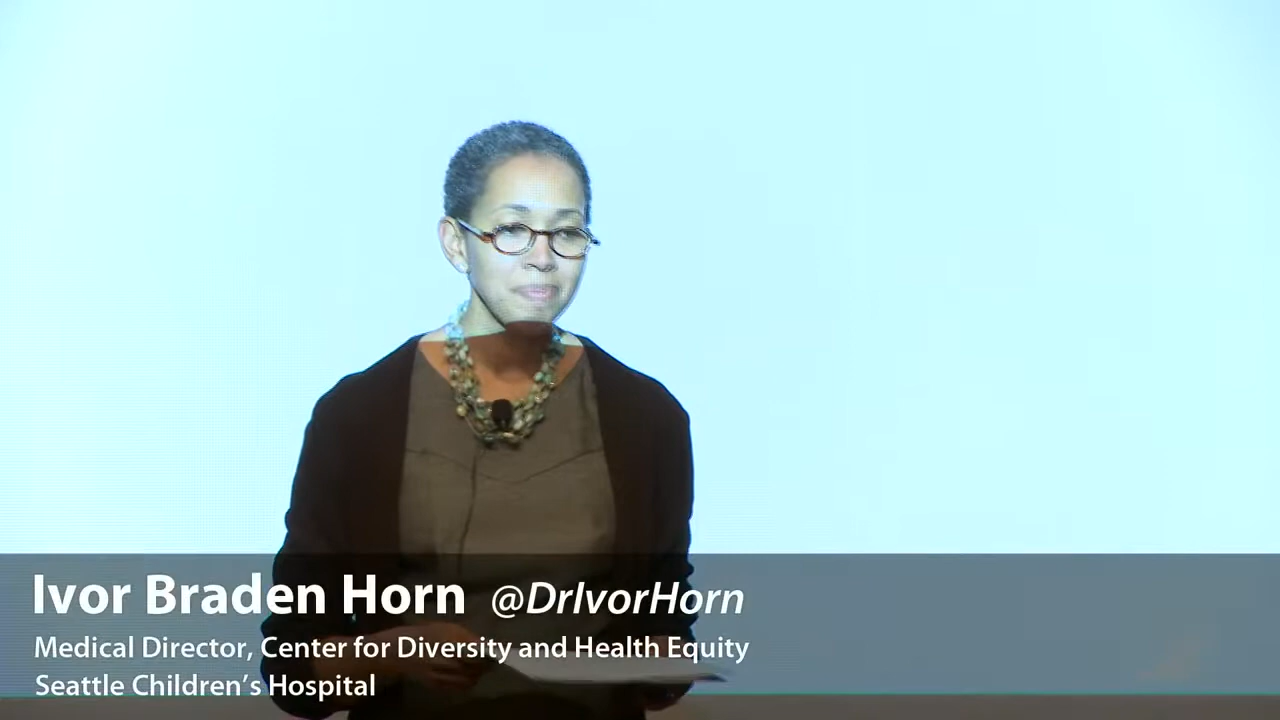 Ivor Braden Horn @DrIvorHorn
Medical Director, Center for Diversity and Health Equity
Seattle Children's Hospital